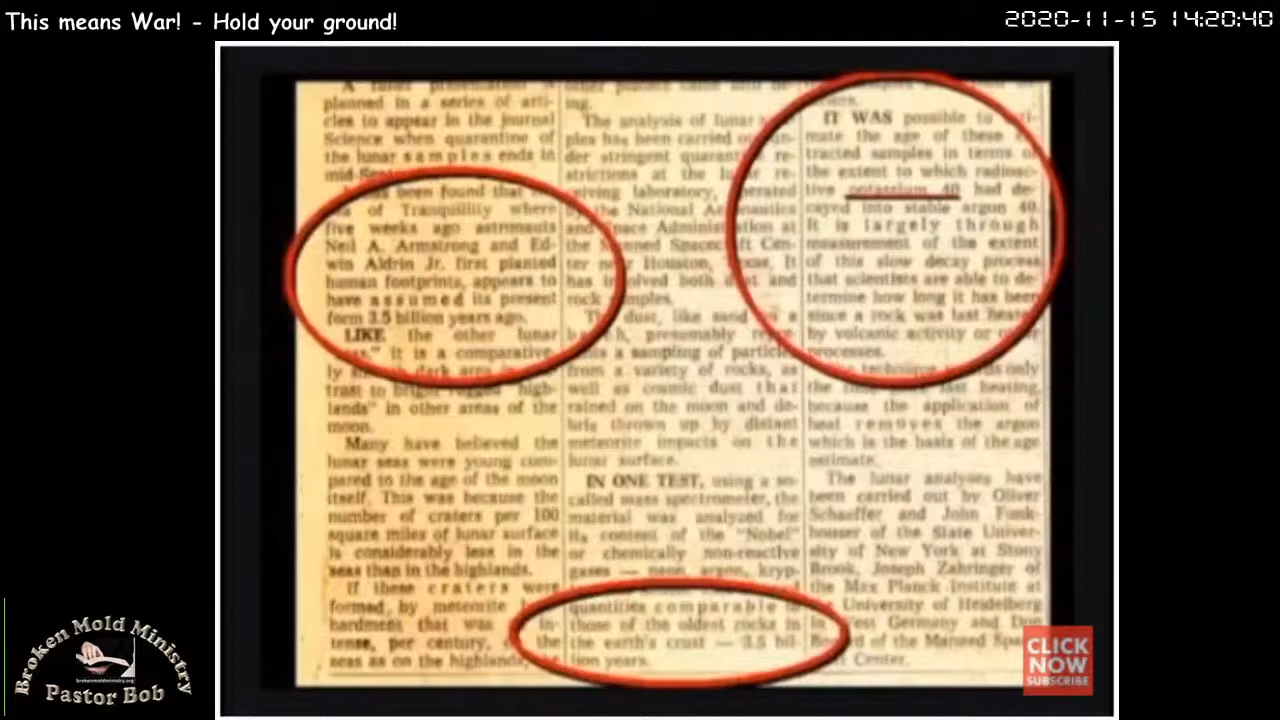 This means War! - Hold your ground!
2020-11-15 14:20:40
planned in a series of arti-
cles to appear in the journal
Science when quarantine of
the lunar samples ends in
been found that
of Tranquillity where
five weeks ago astronauts
Neil A. Armstrong and Ed-
win Aldrin Jr. first planted
human footprints, appears to
have assumed its present
form 3.5 billion years ago.
LIKE the other lunar
It is a comparative-
ly dark area
trast to bright rugged high-
lands" in other areas of the
moon.
Many have believed the
lunar seas were young com-
pared to the age of the moon
itself. This was because the
number of craters per 100
square miles of lunar surface
is considerably less in the
seas than in the highlands.
If these craters were
formed, by meteorite
bardment that was
tense, per century, the
seas as on the highlands,
ing.
The analysis of lunar
ples has been carried
der stringent quarantine re-
strictions at the re-
ceiving laboratory, operated
by the National Aeronautics
and Space Administration at
the Manned Spacecraft Cen-
ter near Houston, Texas. It
has involved both dust and
rock samples.
The dust, like sand a
presumably
a sampling of particles
from a variety of rocks, as
well as cosmic dust that
rained on the moon and de-
bris thrown up by distant
meteorite impacts on the
lunar surface.
IN ONE TEST, using a so-
called mass spectrometer, the
material was analyzed for
its content of the "Nobel"
or chemically non-reactive
gases — neon, argon, kryp-
quantities comparable
those of the oldest rocks in
the earth's crust — 3.5 bil-
lion years.
IT WAS possible to
mate the age of these
tracted samples in terms of
the extent to which radioac-
tive potassium 40 had de-
cayed into stable argon 40.
It is largely through
measurement of the extent
of this slow decay process
that scientists are able to de-
termine how long it has been
since a rock was last heated
by volcanic activity or other
processes.
technique only
the last heating,
because the application of
heat removes the argon
which is the basis of the age
estimate.
The lunar analyses have
been carried out by Oliver
Schaeffer and John Funk-
houser of the State Univer-
sity of New York at Stony
Brook, Joseph Zahringer of
the Max Planck Institute at
University of Heidelberg
in West Germany and Don
of the Manned
Center.
Broken Mold Ministry
brokenmoldministry.org
Pastor Bob
CLICK
NOW
SUBSCRIBE